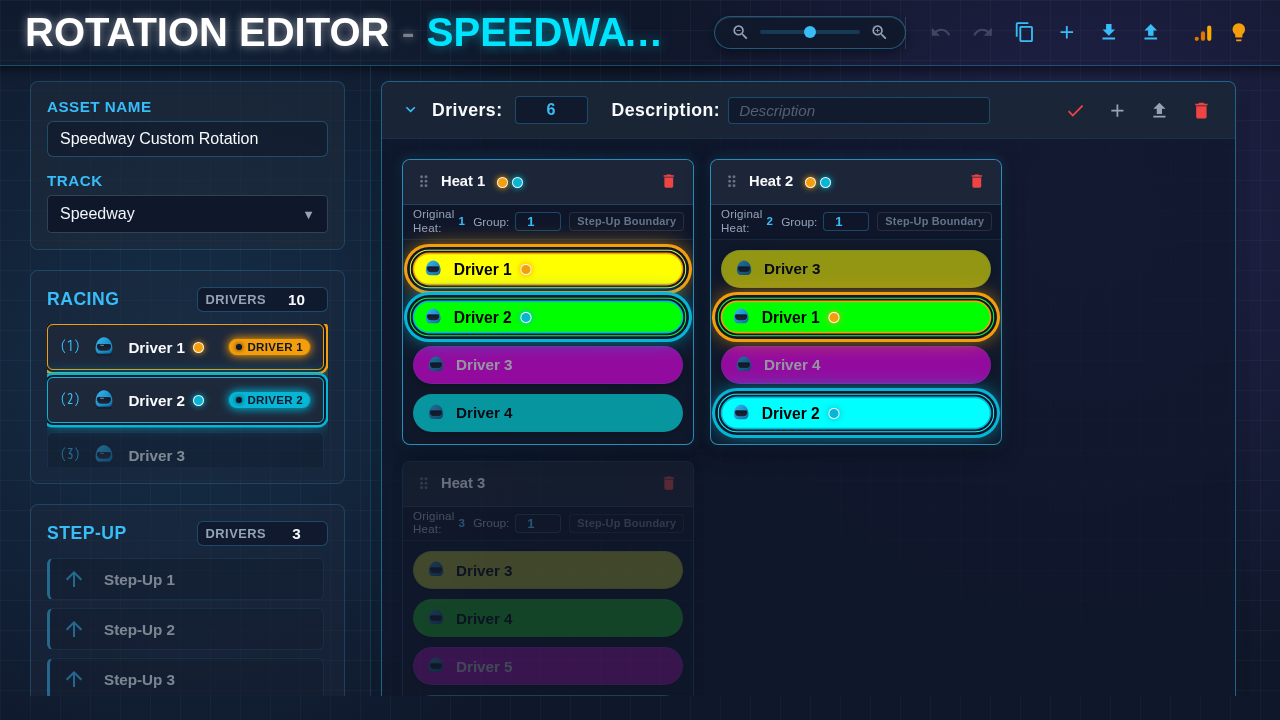 ROTATION EDITOR - SPEEDWA...
ASSET NAME
Speedway Custom Rotation
TRACK
Speedway
RACING
DRIVERS 10
(1) Driver 1 DRIVER 1
(2) Driver 2 DRIVER 2
(3) Driver 3
STEP-UP
DRIVERS 3
Step-Up 1
Step-Up 2
Step-Up 3
Drivers: 6 Description: Description
Heat 1
Original Heat: 1 Group: 1 Step-Up Boundary
Driver 1
Driver 2
Driver 3
Driver 4
Heat 2
Original Heat: 2 Group: 1 Step-Up Boundary
Driver 3
Driver 1
Driver 4
Driver 2
Heat 3
Original Heat: 3 Group: 1 Step-Up Boundary
Driver 3
Driver 4
Driver 5